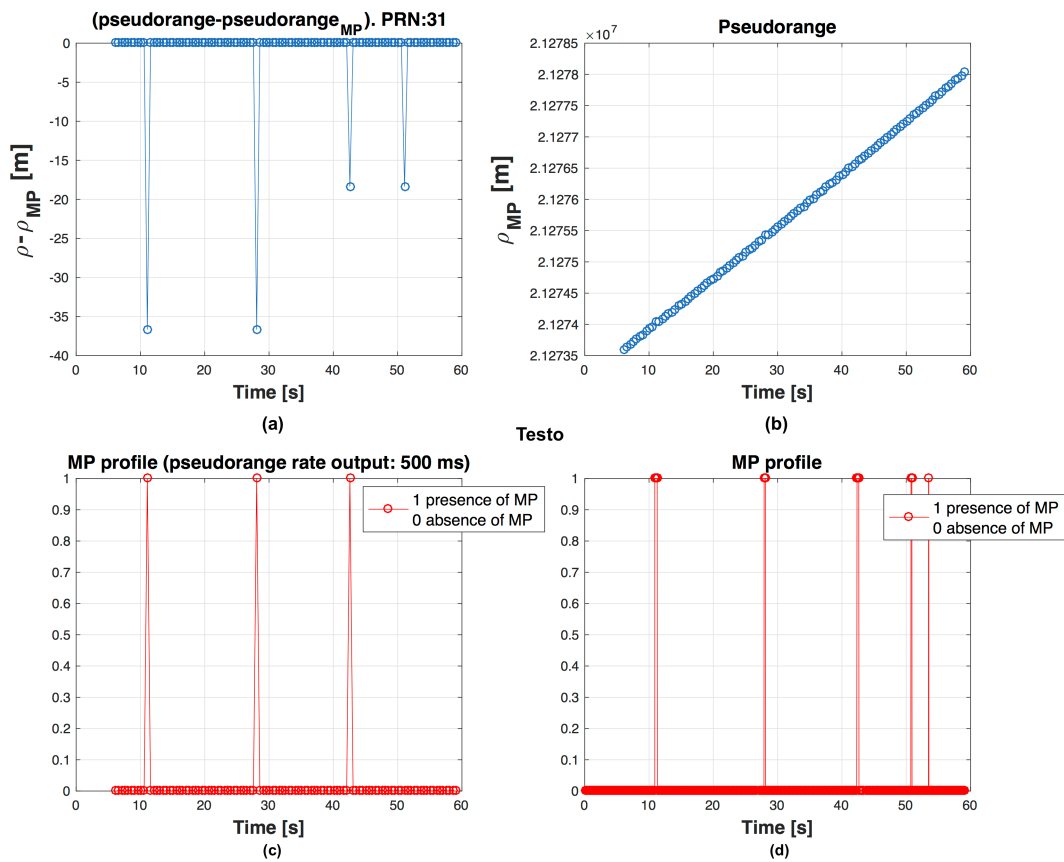 (pseudorange-pseudorange_MP). PRN:31
0
-5
-10
-15
-20
-25
-30
-35
-40
ρ - ρ_MP [m]
0 10 20 30 40 50 60
Time [s]
(a)
×10^7
Pseudorange
2.12785
2.1278
2.12775
2.1277
2.12765
2.1276
2.12755
2.1275
2.12745
2.1274
2.12735
ρ_MP [m]
0 10 20 30 40 50 60
Time [s]
(b)
Testo
MP profile (pseudorange rate output: 500 ms)
1 presence of MP
0 absence of MP
1
0.9
0.8
0.7
0.6
0.5
0.4
0.3
0.2
0.1
0
0 10 20 30 40 50 60
Time [s]
(c)
MP profile
1 presence of MP
0 absence of MP
1
0.9
0.8
0.7
0.6
0.5
0.4
0.3
0.2
0.1
0
0 10 20 30 40 50 60
Time [s]
(d)